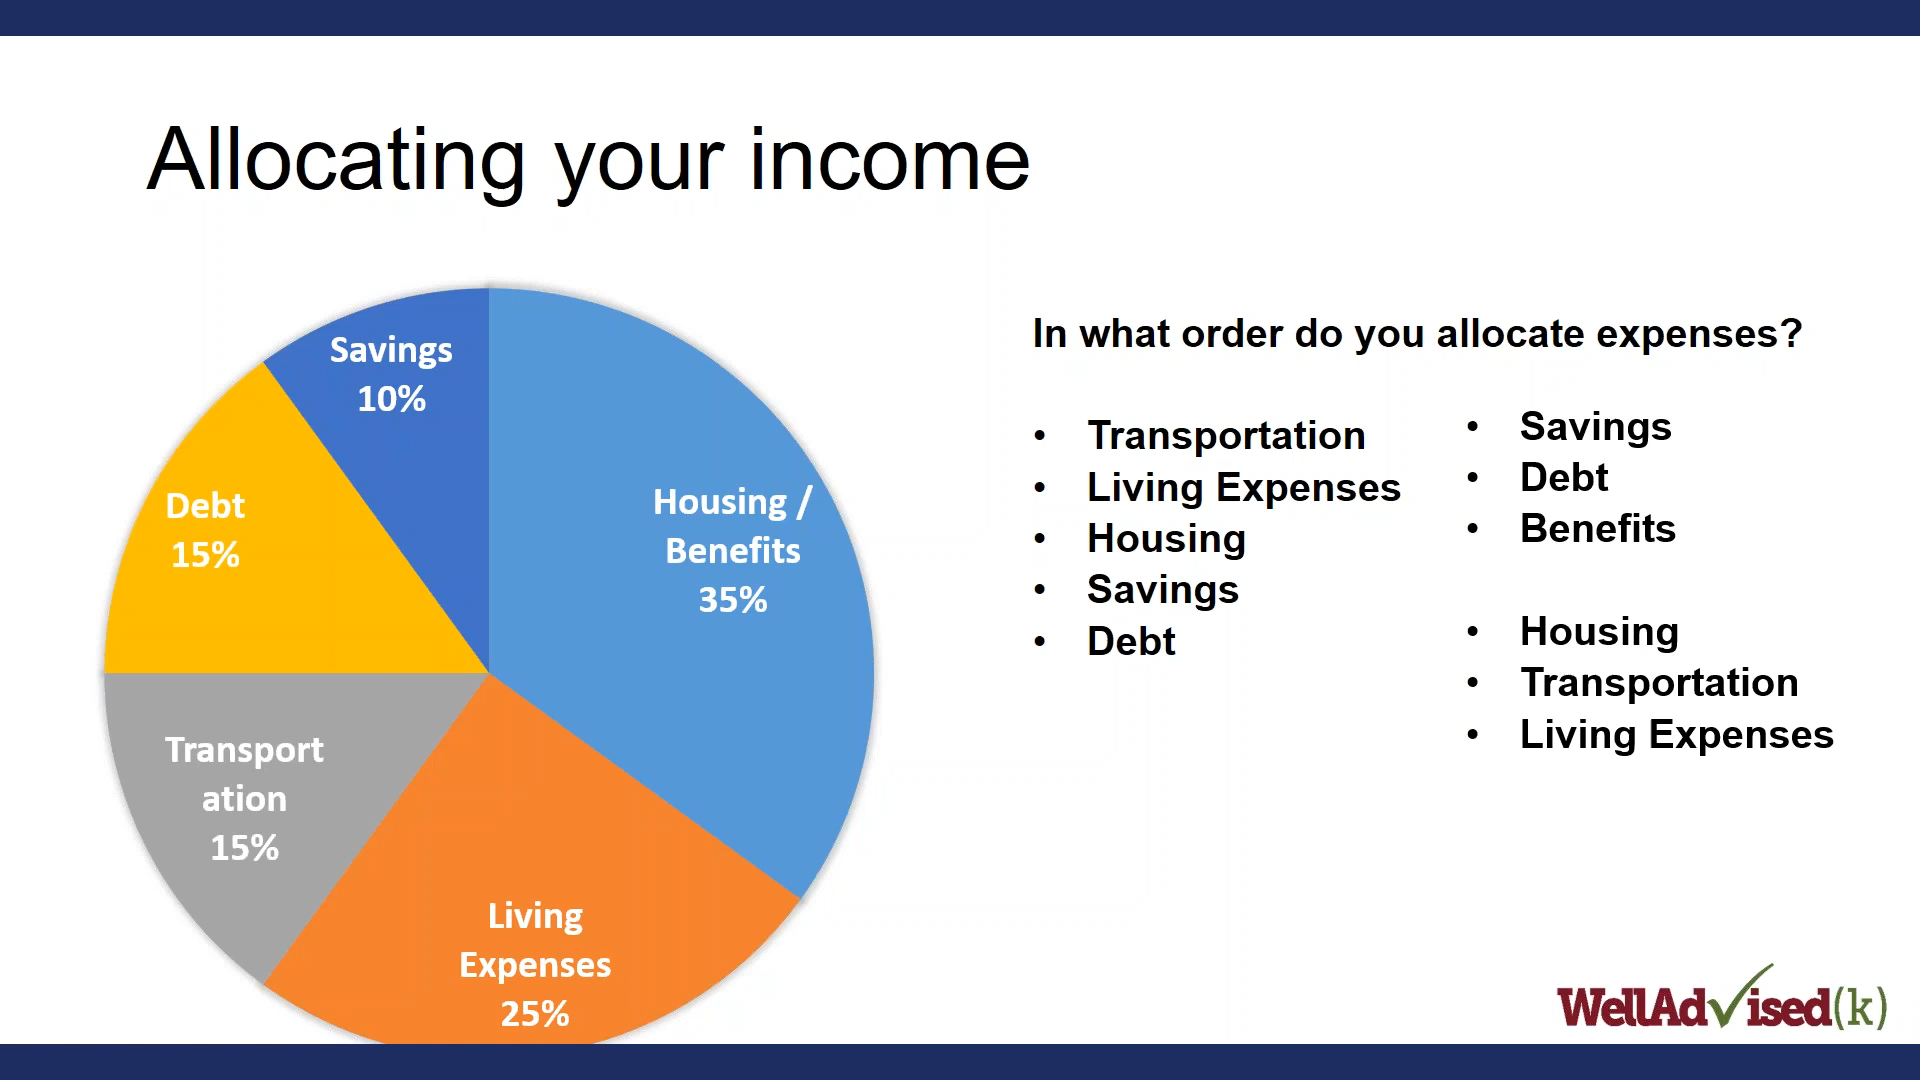 Allocating your income
Savings
10%
Housing /
Benefits
35%
Debt
15%
Transport
ation
15%
Living
Expenses
25%
In what order do you allocate expenses?
• Transportation
• Living Expenses
• Housing
• Savings
• Debt
• Savings
• Debt
• Benefits
• Housing
• Transportation
• Living Expenses
WellAdvised(k)